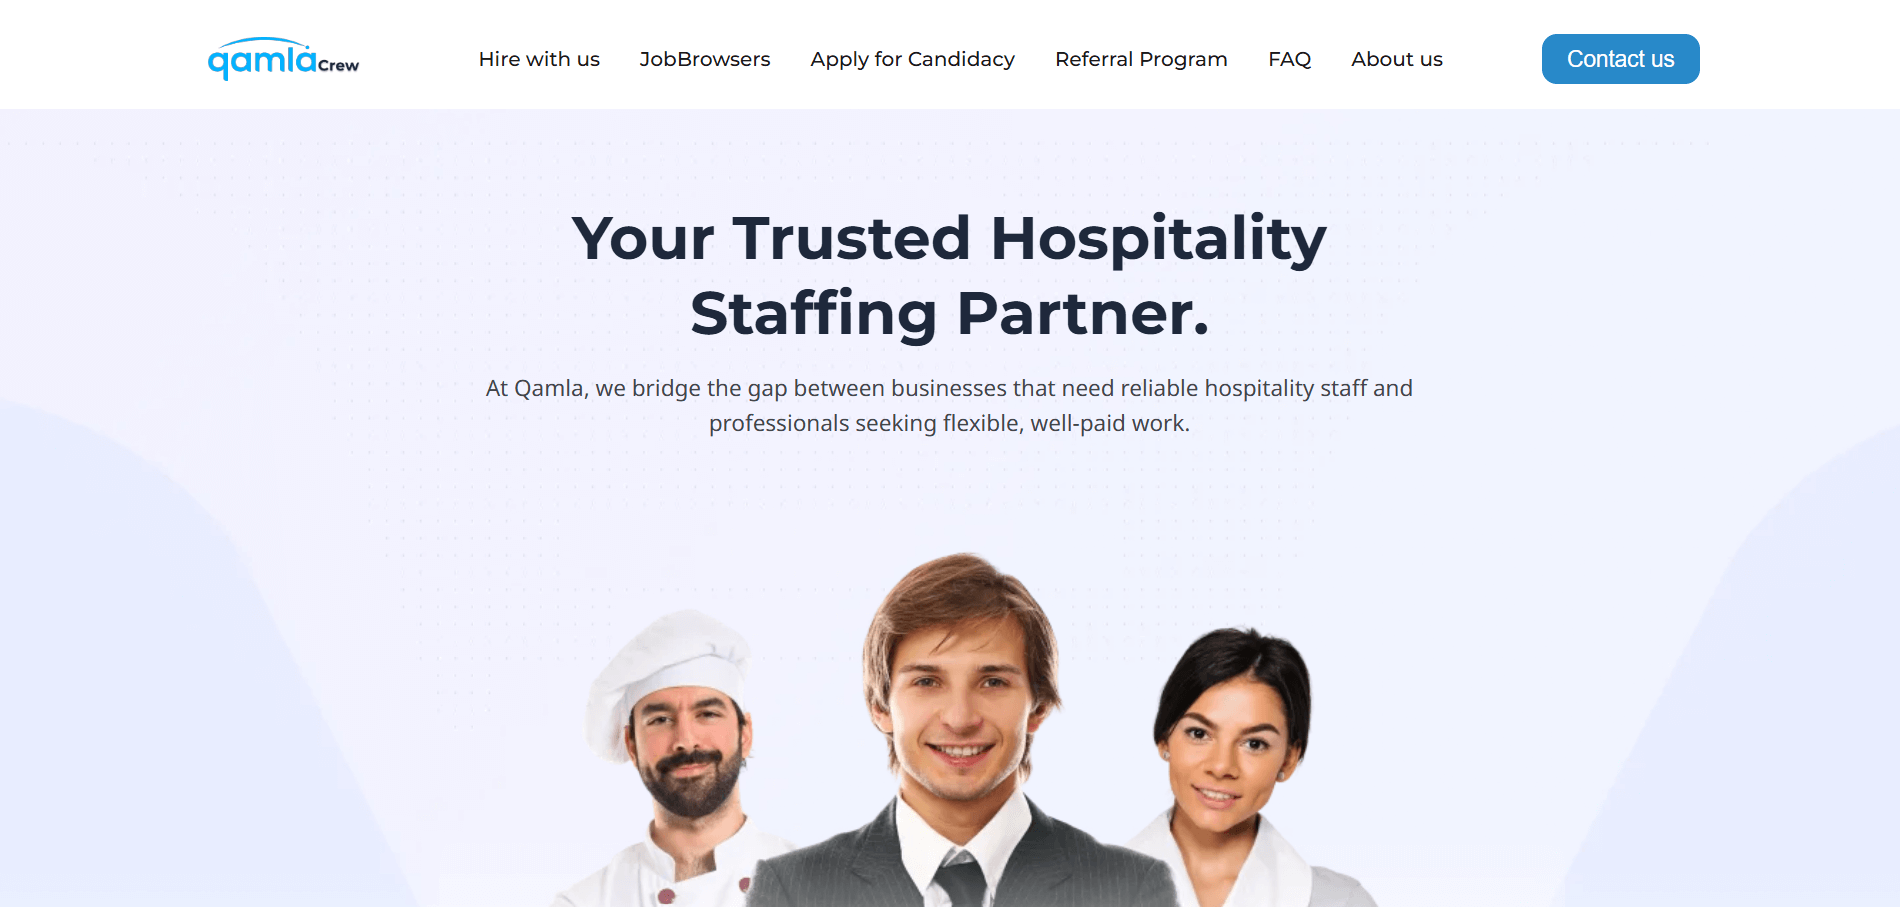 qamla Crew
Hire with us
JobBrowsers
Apply for Candidacy
Referral Program
FAQ
About us
Contact us
Your Trusted Hospitality
Staffing Partner.
At Qamla, we bridge the gap between businesses that need reliable hospitality staff and
professionals seeking flexible, well-paid work.